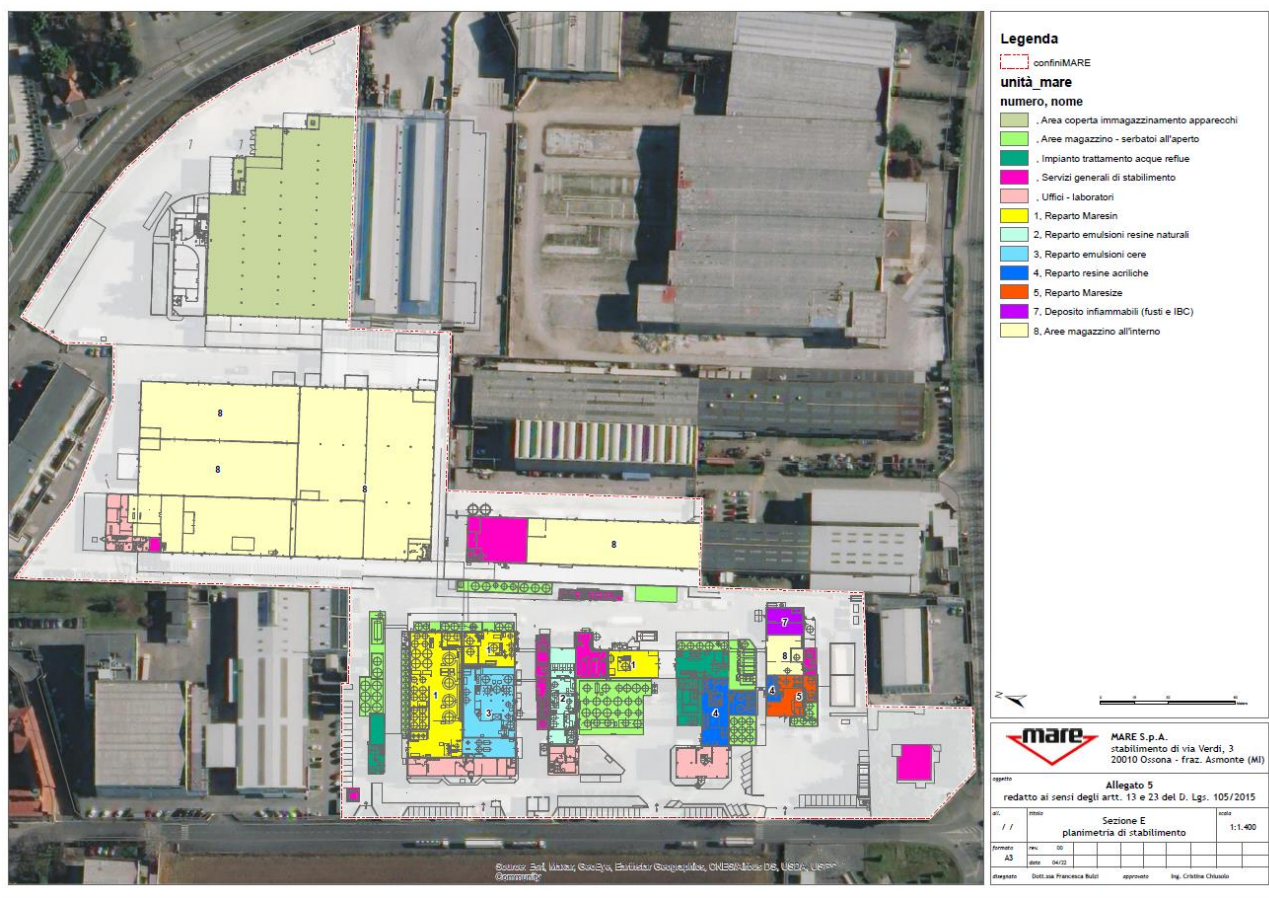 Legenda
confiniMARE
unità_mare
numero, nome
, Area coperta immagazzinamento apparecchi
, Aree magazzino - serbatoi all'aperto
, Impianto trattamento acque reflue
, Servizi generali di stabilimento
, Uffici - laboratori
1, Reparto Maresin
2, Reparto emulsioni resine naturali
3, Reparto emulsioni cere
4, Reparto resine acriliche
5, Reparto Maresize
7, Deposito infiammabili (fusti e IBC)
8, Aree magazzino all'interno
8
8
8
8
7
1
8
1
1
4
5
2
3
4
N
mare
MARE S.p.A.
stabilimento di via Verdi, 3
20010 Ossona - fraz. Asmonte (MI)
oggetto
Allegato 5
redatto ai sensi degli artt. 13 e 23 del D. Lgs. 105/2015
all.
/ /
titolo
Sezione E
planimetria di stabilimento
scala
1:1.400
formato
A3
rev. 00
data 04/22
disegnato Dott.ssa Francesca Bulzi approvato Ing. Cristina Chiusolo
Source: Esri, Maxar, GeoEye, Earthstar Geographics, CNES/Airbus DS, USDA,
Community